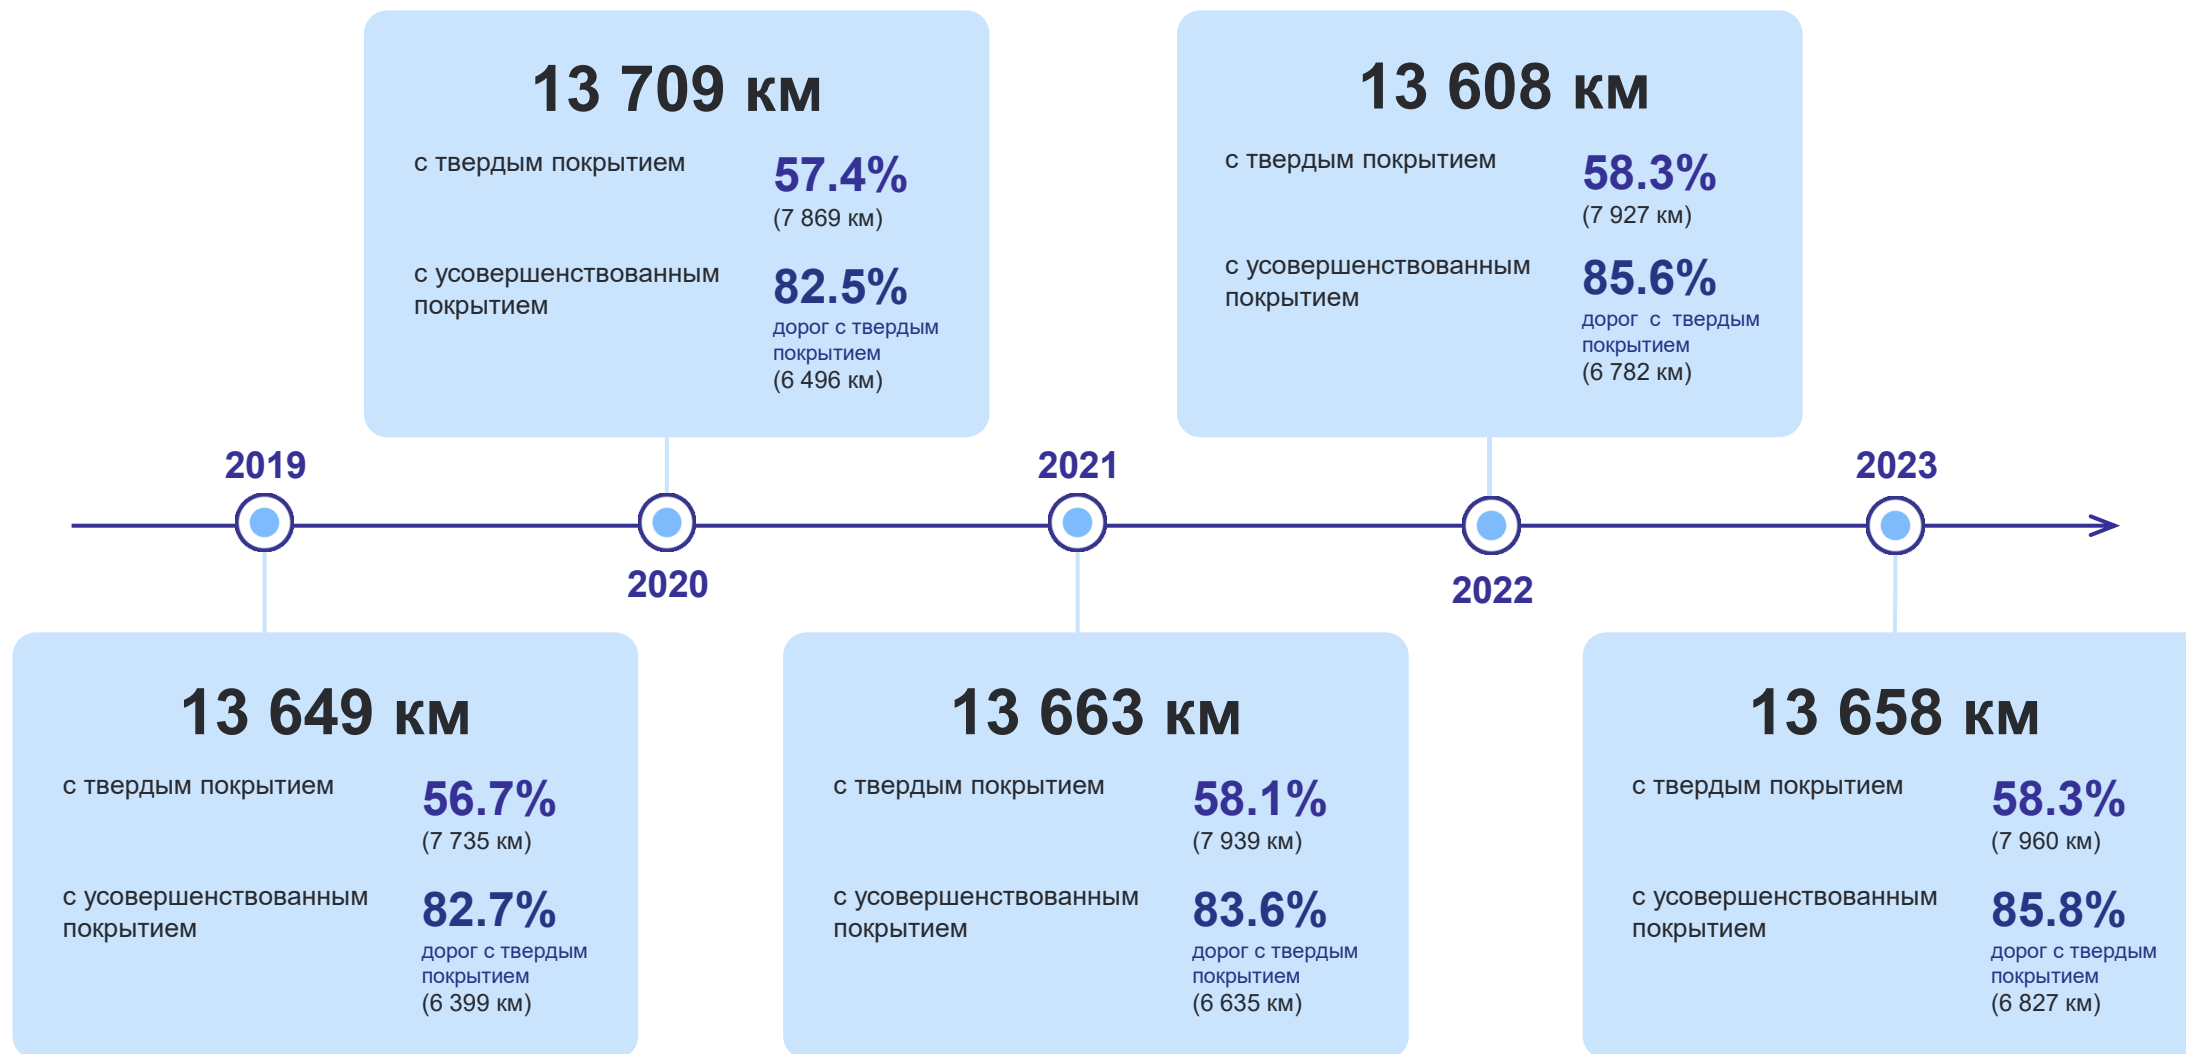 13 709 км
с твердым покрытием
57.4%
(7 869 км)
с усовершенствованным
покрытием
82.5%
дорог с твердым
покрытием
(6 496 км)
13 608 км
с твердым покрытием
58.3%
(7 927 км)
с усовершенствованным
покрытием
85.6%
дорог с твердым
покрытием
(6 782 км)
2019
2020
2021
2022
2023
13 649 км
с твердым покрытием
56.7%
(7 735 км)
с усовершенствованным
покрытием
82.7%
дорог с твердым
покрытием
(6 399 км)
13 663 км
с твердым покрытием
58.1%
(7 939 км)
с усовершенствованным
покрытием
83.6%
дорог с твердым
покрытием
(6 635 км)
13 658 км
с твердым покрытием
58.3%
(7 960 км)
с усовершенствованным
покрытием
85.8%
дорог с твердым
покрытием
(6 827 км)